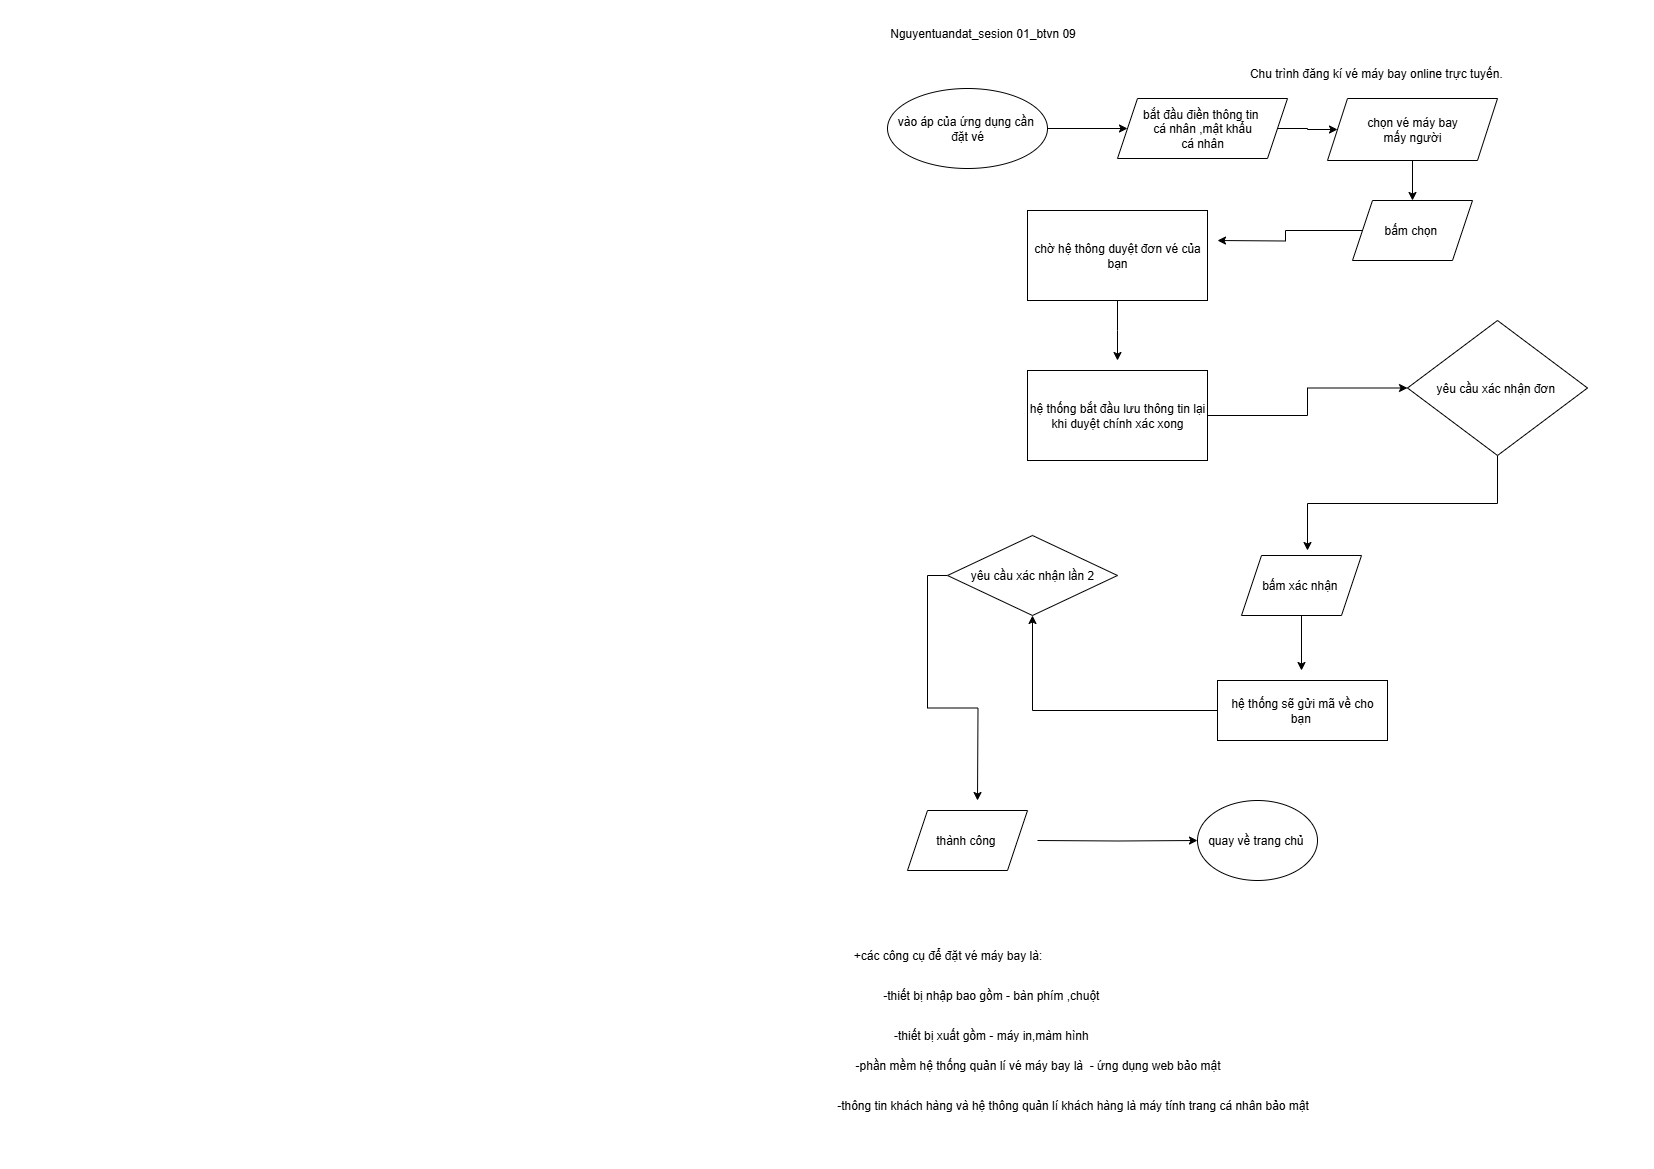 Nguyentuandat_sesion 01_btvn 09
Chu trình đăng kí vé máy bay online trực tuyến.
vào áp của ứng dụng cần
đặt vé
bắt đầu điền thông tin
cá nhân ,mật khẩu
cá nhân
chọn vé máy bay
mấy người
bấm chọn
chờ hệ thông duyệt đơn vé của
bạn
hệ thống bắt đầu lưu thông tin lại
khi duyệt chính xác xong
yêu cầu xác nhận đơn
bấm xác nhận
hệ thống sẽ gửi mã về cho
bạn
yêu cầu xác nhận lần 2
thành công
quay về trang chủ
+các công cụ để đặt vé máy bay là:
-thiết bị nhập bao gồm - bàn phím ,chuột
-thiết bị xuất gồm - máy in,mám hình
-phần mềm hệ thống quản lí vé máy bay là - ứng dụng web bảo mật
-thông tin khách hàng và hệ thông quản lí khách hàng là máy tính trang cá nhân bảo mật